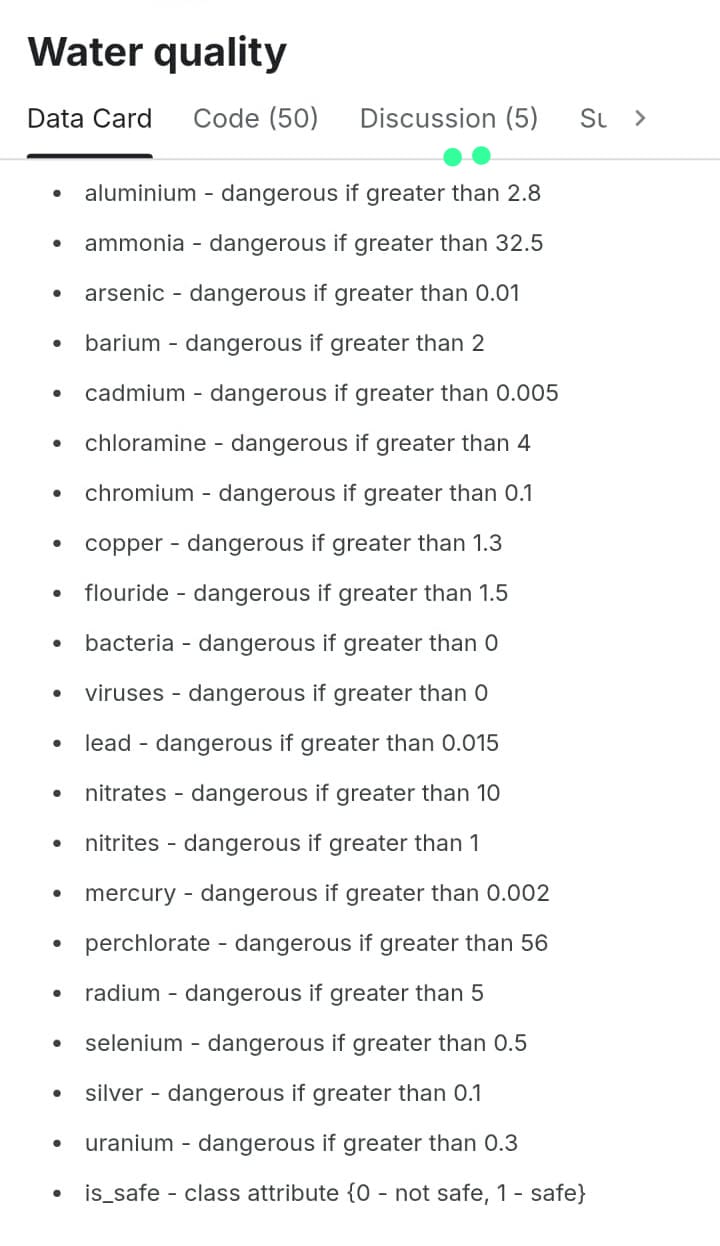 Water quality
Data Card Code (50) Discussion (5)
• aluminium - dangerous if greater than 2.8
• ammonia - dangerous if greater than 32.5
• arsenic - dangerous if greater than 0.01
• barium - dangerous if greater than 2
• cadmium - dangerous if greater than 0.005
• chloramine - dangerous if greater than 4
• chromium - dangerous if greater than 0.1
• copper - dangerous if greater than 1.3
• flouride - dangerous if greater than 1.5
• bacteria - dangerous if greater than 0
• viruses - dangerous if greater than 0
• lead - dangerous if greater than 0.015
• nitrates - dangerous if greater than 10
• nitrites - dangerous if greater than 1
• mercury - dangerous if greater than 0.002
• perchlorate - dangerous if greater than 56
• radium - dangerous if greater than 5
• selenium - dangerous if greater than 0.5
• silver - dangerous if greater than 0.1
• uranium - dangerous if greater than 0.3
• is_safe - class attribute {0 - not safe, 1 - safe}